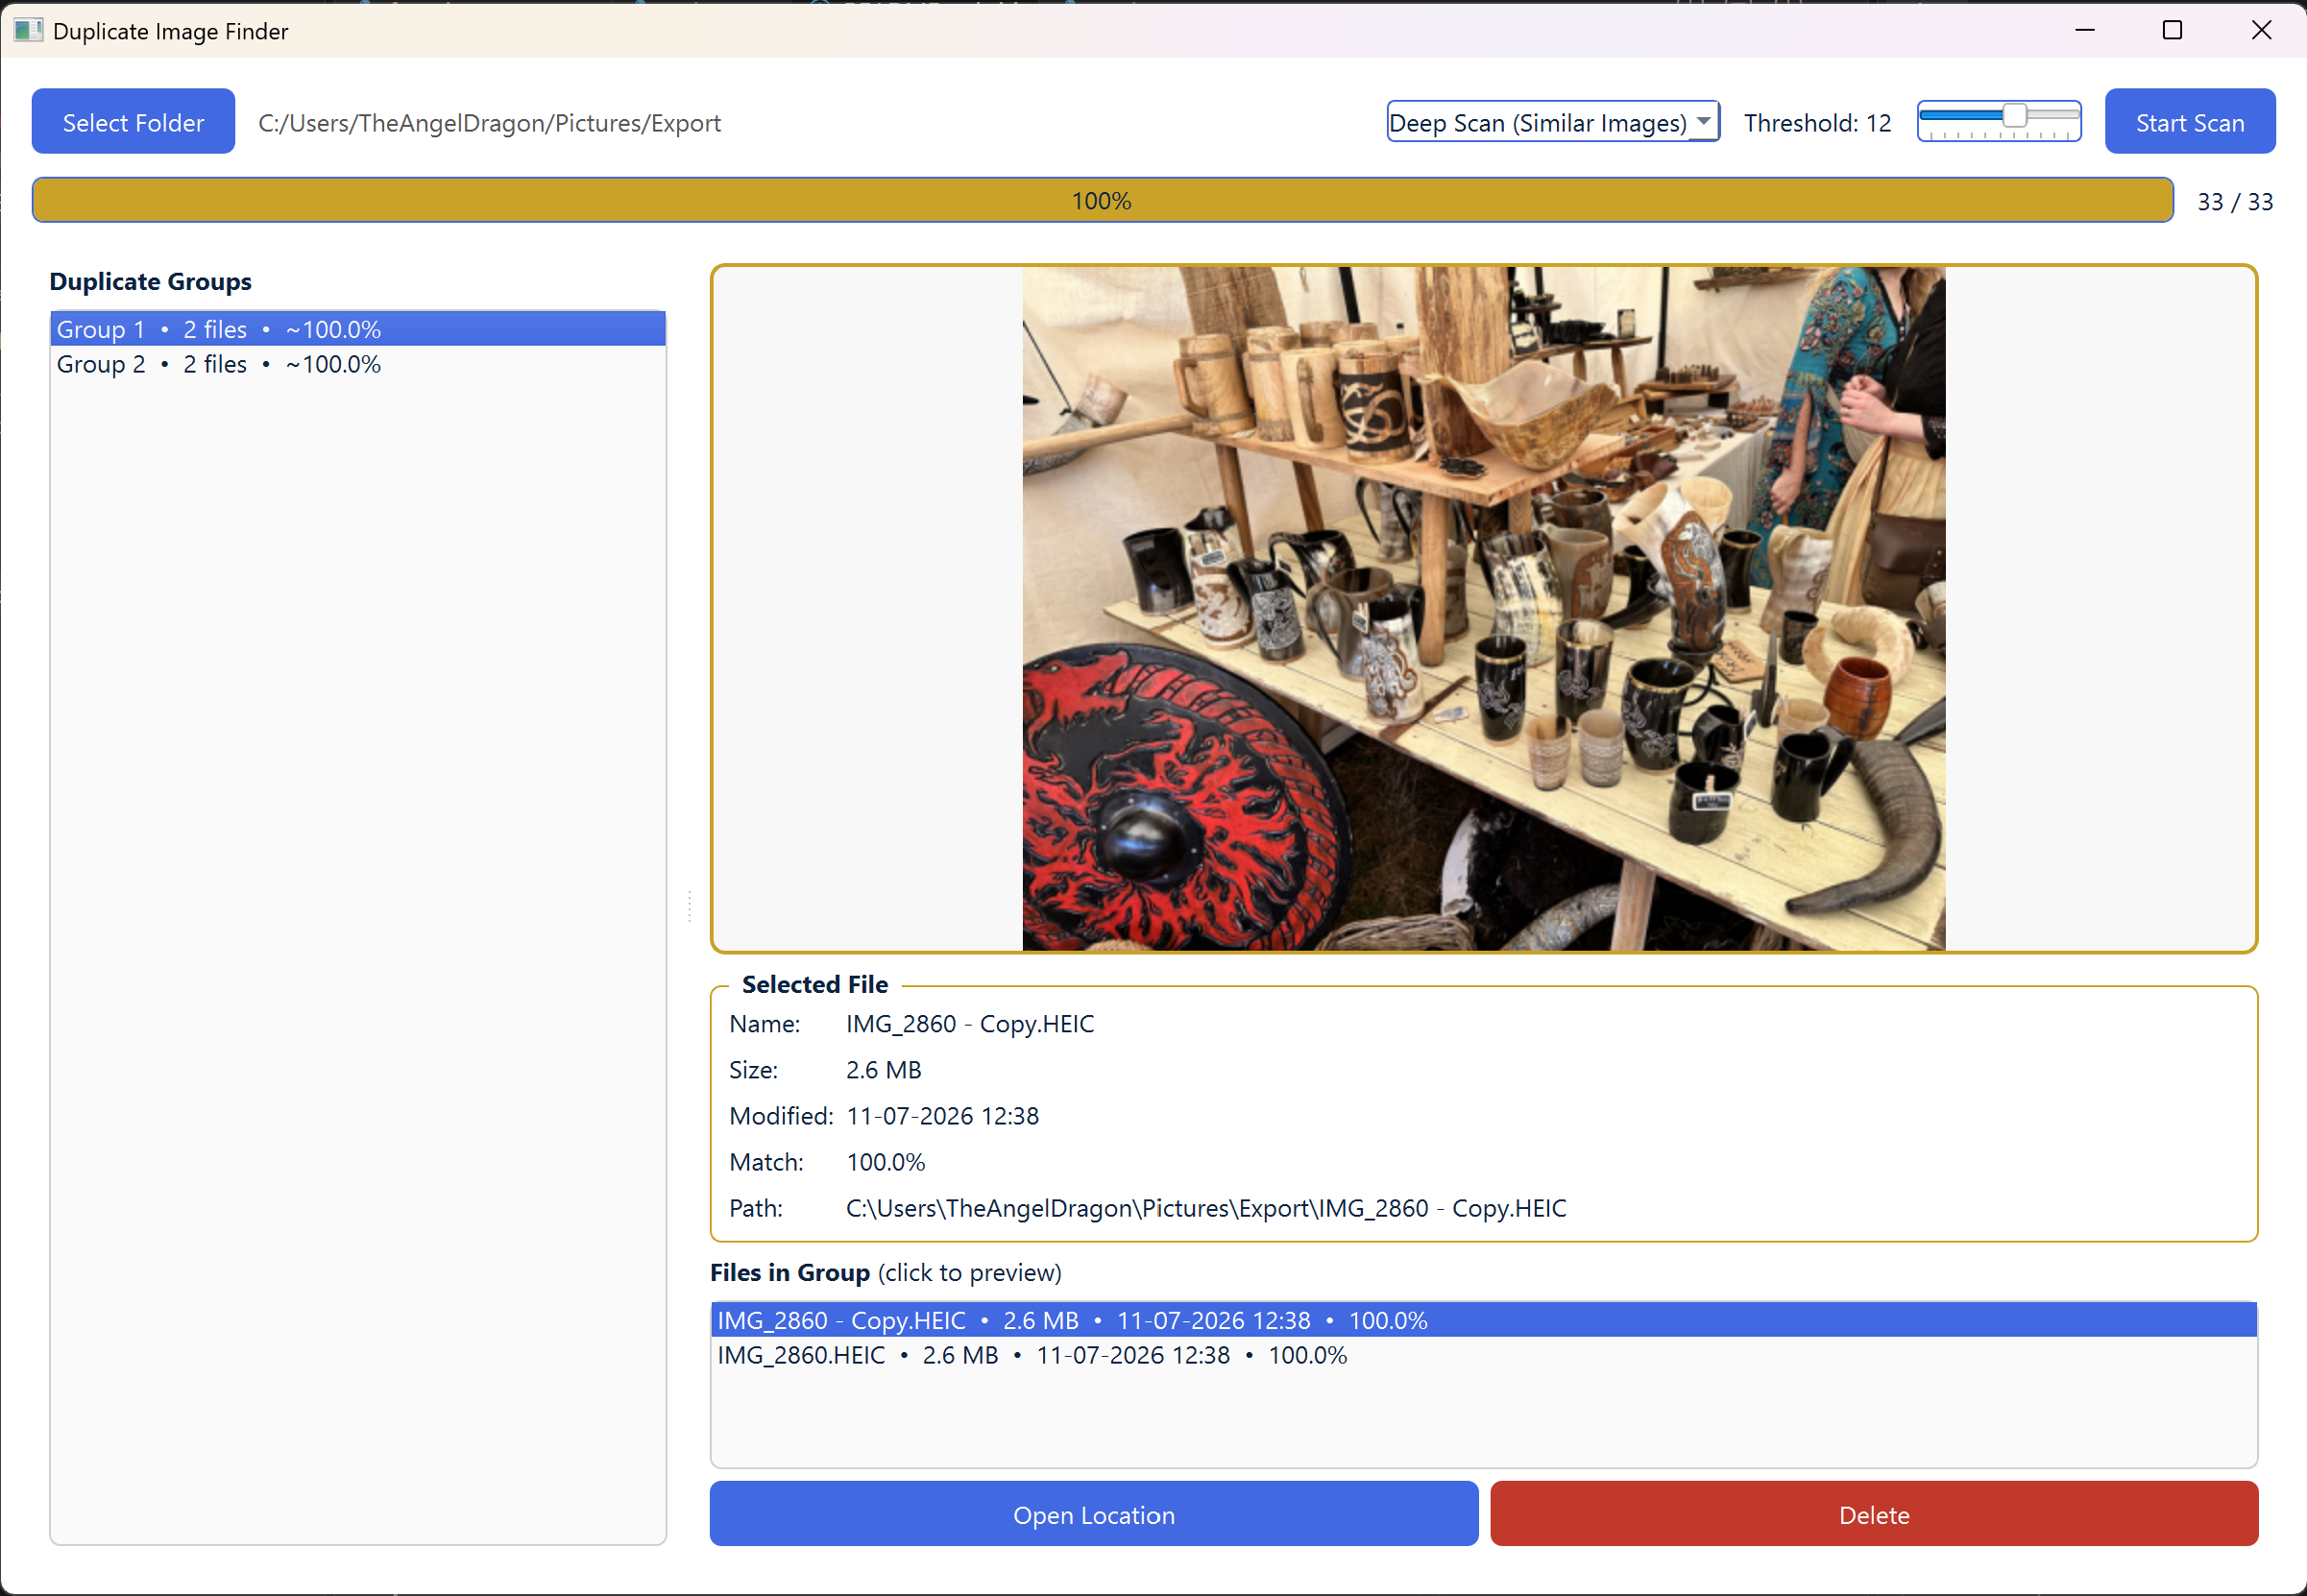 Duplicate Image Finder
Select Folder
C:/Users/TheAngelDragon/Pictures/Export
Deep Scan (Similar Images)
Threshold: 12
Start Scan
100%
33 / 33
Duplicate Groups
Group 1 • 2 files • ~100.0%
Group 2 • 2 files • ~100.0%
Selected File
Name: IMG_2860 - Copy.HEIC
Size: 2.6 MB
Modified: 11-07-2026 12:38
Match: 100.0%
Path: C:\Users\TheAngelDragon\Pictures\Export\IMG_2860 - Copy.HEIC
Files in Group (click to preview)
IMG_2860 - Copy.HEIC • 2.6 MB • 11-07-2026 12:38 • 100.0%
IMG_2860.HEIC • 2.6 MB • 11-07-2026 12:38 • 100.0%
Open Location
Delete